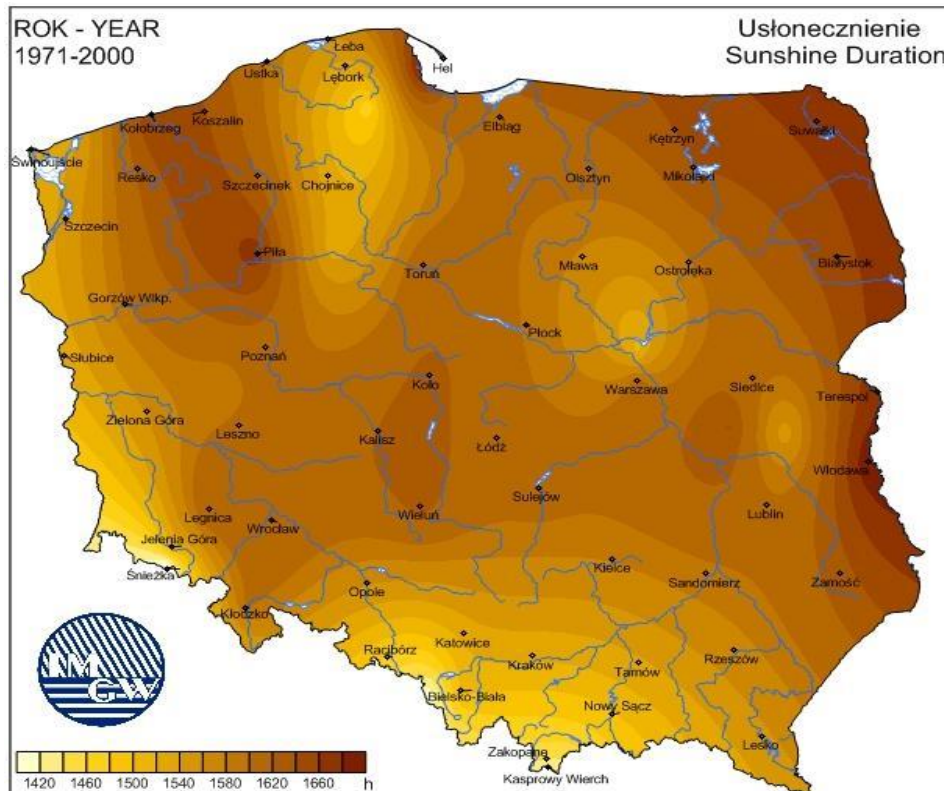 ROK - YEAR
1971-2000
Usłonecznienie
Sunshine Duration
Łeba
Hel
Ustka
Lębork
Kołobrzeg
Koszalin
Elbląg
Kętrzyn
Suwałki
Świnoujście
Resko
Szczecinek
Chojnice
Olsztyn
Mikołajki
Szczecin
Piła
Toruń
Mława
Ostrołęka
Białystok
Gorzów Wlkp.
Płock
Słubice
Poznań
Koło
Warszawa
Siedlce
Terespol
Zielona Góra
Leszno
Kalisz
Łódź
Włodawa
Legnica
Wrocław
Wieluń
Sulejów
Lublin
Jelenia Góra
Śnieżka
Kielce
Sandomierz
Zamość
Opole
Kłodzko
Katowice
Racibórz
Kraków
Tarnów
Rzeszów
Bielsko-Biała
Nowy Sącz
Lesko
Zakopane
Kasprowy Wierch
IM
GW
1420 1460 1500 1540 1580 1620 1660 h